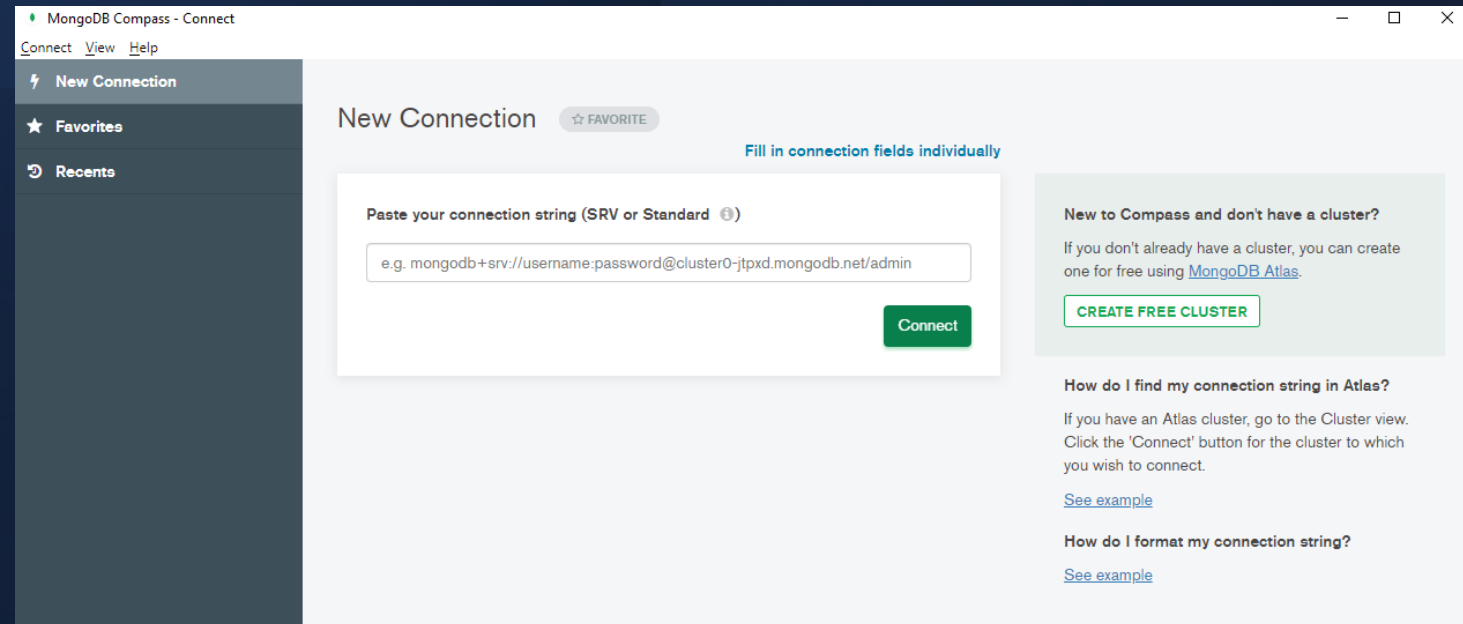 MongoDB Compass - Connect
Connect View Help
New Connection
Favorites
Recents
New Connection
FAVORITE
Fill in connection fields individually
Paste your connection string (SRV or Standard )
e.g. mongodb+srv://username:password@cluster0-jtpxd.mongodb.net/admin
Connect
New to Compass and don't have a cluster?
If you don't already have a cluster, you can create
one for free using MongoDB Atlas.
CREATE FREE CLUSTER
How do I find my connection string in Atlas?
If you have an Atlas cluster, go to the Cluster view.
Click the 'Connect' button for the cluster to which
you wish to connect.
See example
How do I format my connection string?
See example